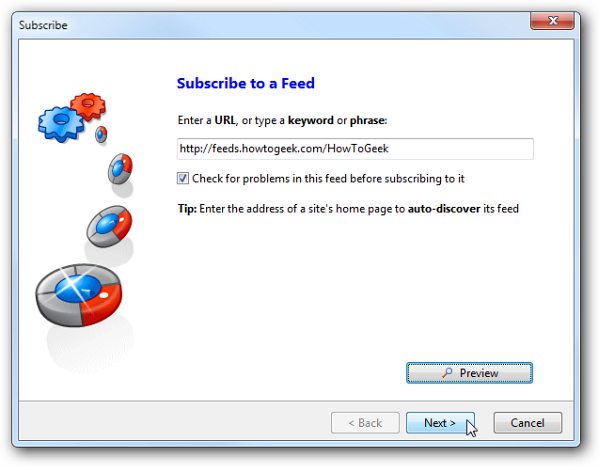 Subscribe
Subscribe to a Feed
Enter a URL, or type a keyword or phrase:
http://feeds.howtogeek.com/HowToGeek
Check for problems in this feed before subscribing to it
Tip: Enter the address of a site's home page to auto-discover its feed
Preview
< Back
Next >
Cancel